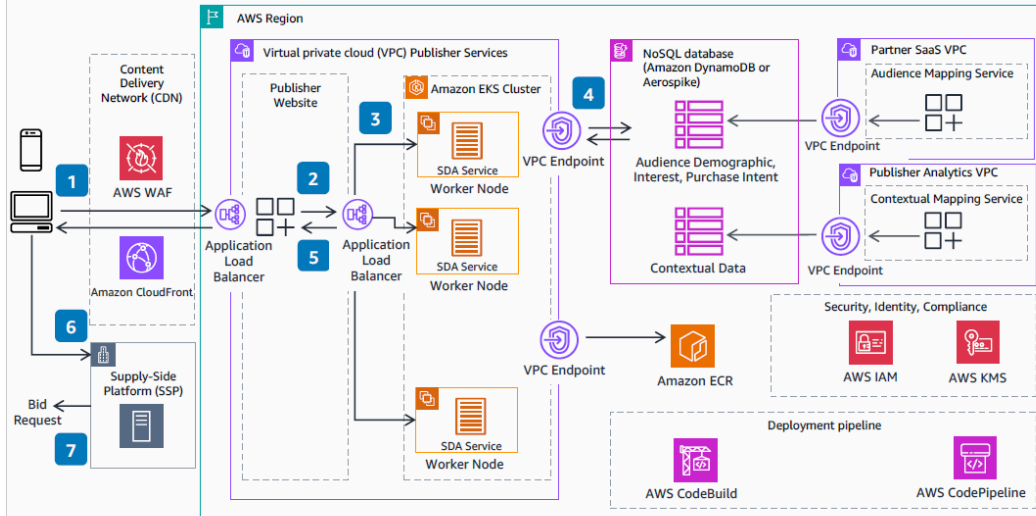 AWS Region
Virtual private cloud (VPC) Publisher Services
Content
Delivery
Network (CDN)
AWS WAF
Amazon CloudFront
1
Publisher
Website
2
5
Application
Load
Balancer
Application
Load
Balancer
Amazon EKS Cluster
3
SDA Service
Worker Node
SDA Service
Worker Node
SDA Service
Worker Node
4
VPC Endpoint
VPC Endpoint
NoSQL database
(Amazon DynamoDB or
Aerospike)
Audience Demographic,
Interest, Purchase Intent
Contextual Data
Partner SaaS VPC
Audience Mapping Service
VPC Endpoint
Publisher Analytics VPC
Contextual Mapping Service
VPC Endpoint
Amazon ECR
Security, Identity, Compliance
AWS IAM
AWS KMS
Deployment pipeline
AWS CodeBuild
AWS CodePipeline
6
Supply-Side
Platform (SSP)
Bid
Request
7